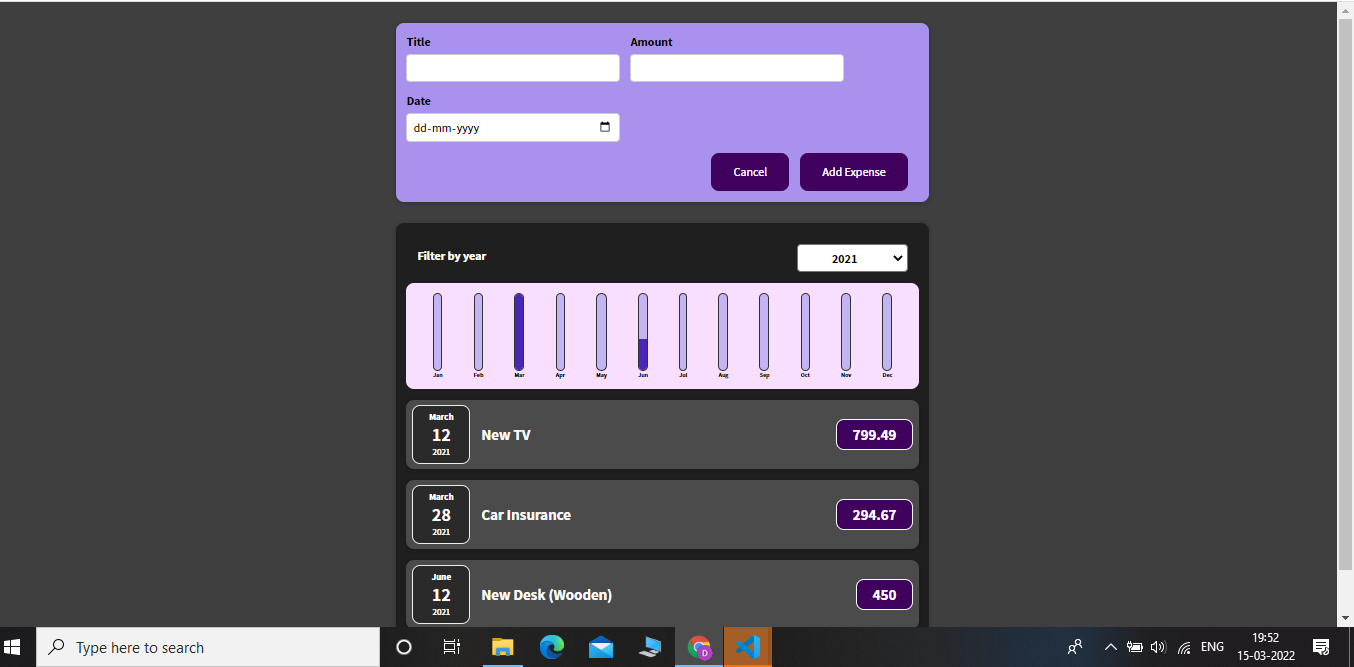 Title Amount
Date
dd-mm-yyyy
Cancel Add Expense
Filter by year 2021
Jan Feb Mar Apr May Jun Jul Aug Sep Oct Nov Dec
March
12
2021
New TV 799.49
March
28
2021
Car Insurance 294.67
June
12
2021
New Desk (Wooden) 450
Type here to search
D
ENG
19:52
15-03-2022